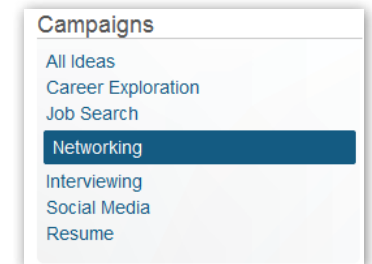 Campaigns
All Ideas
Career Exploration
Job Search
Networking
Interviewing
Social Media
Resume